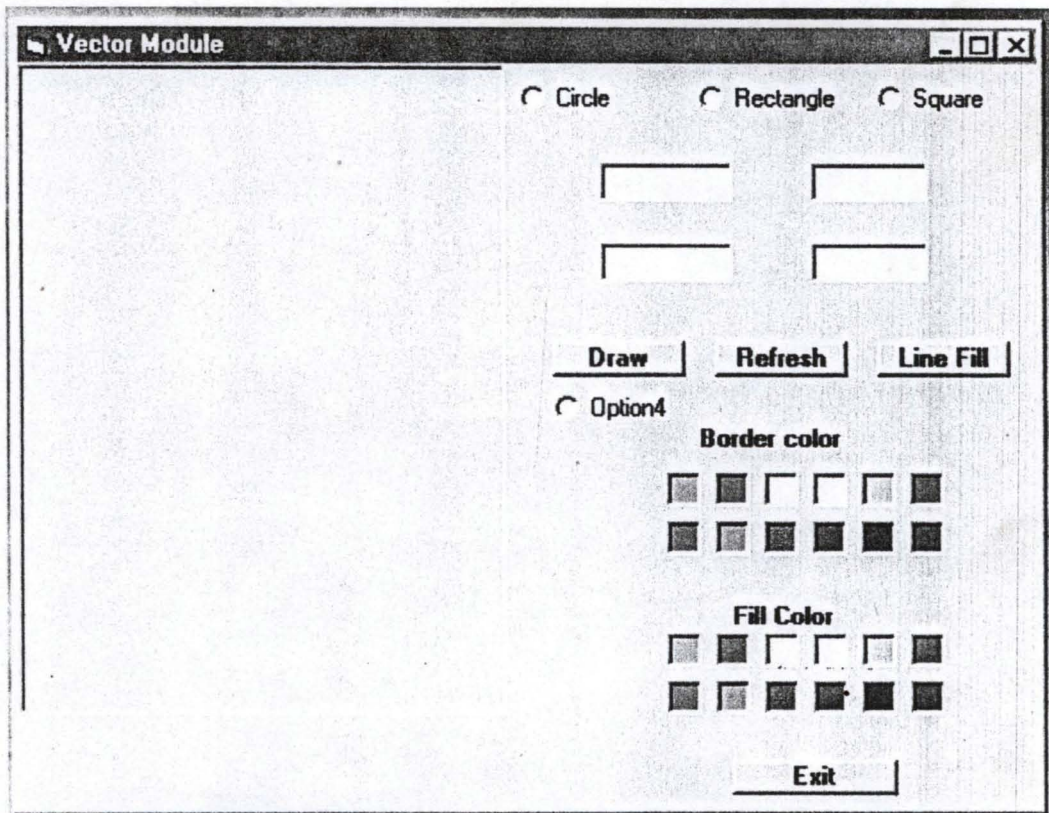 Vector Module
Circle Rectangle Square
Draw Refresh Line Fill
Option4
Border color
Fill Color
Exit